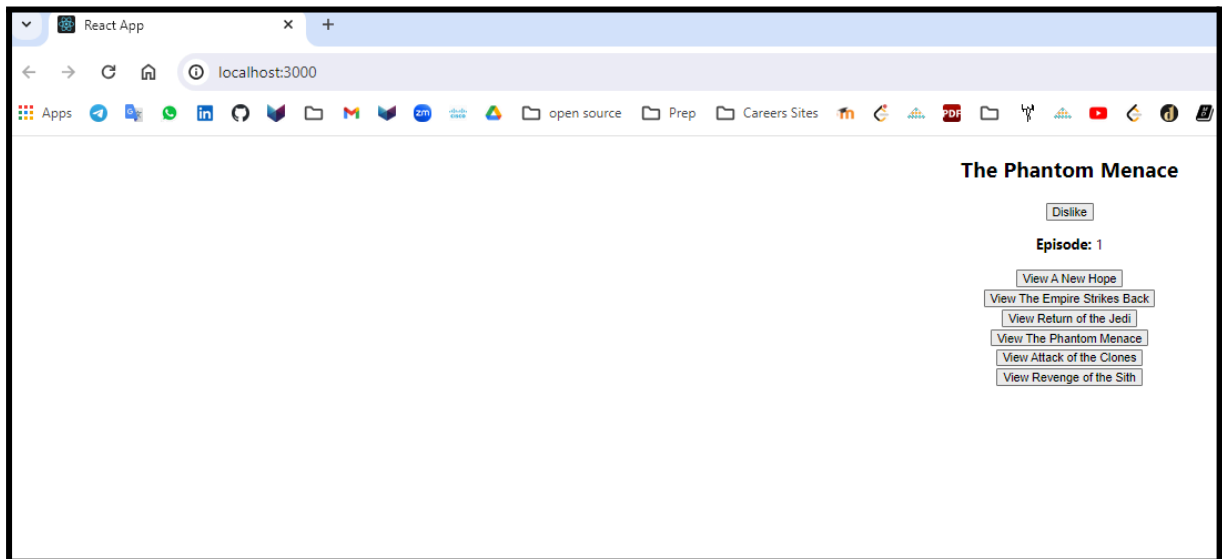 React App
localhost:3000
Apps in zm open source Prep Careers Sites PDF
The Phantom Menace
Dislike
Episode: 1
View A New Hope
View The Empire Strikes Back
View Return of the Jedi
View The Phantom Menace
View Attack of the Clones
View Revenge of the Sith